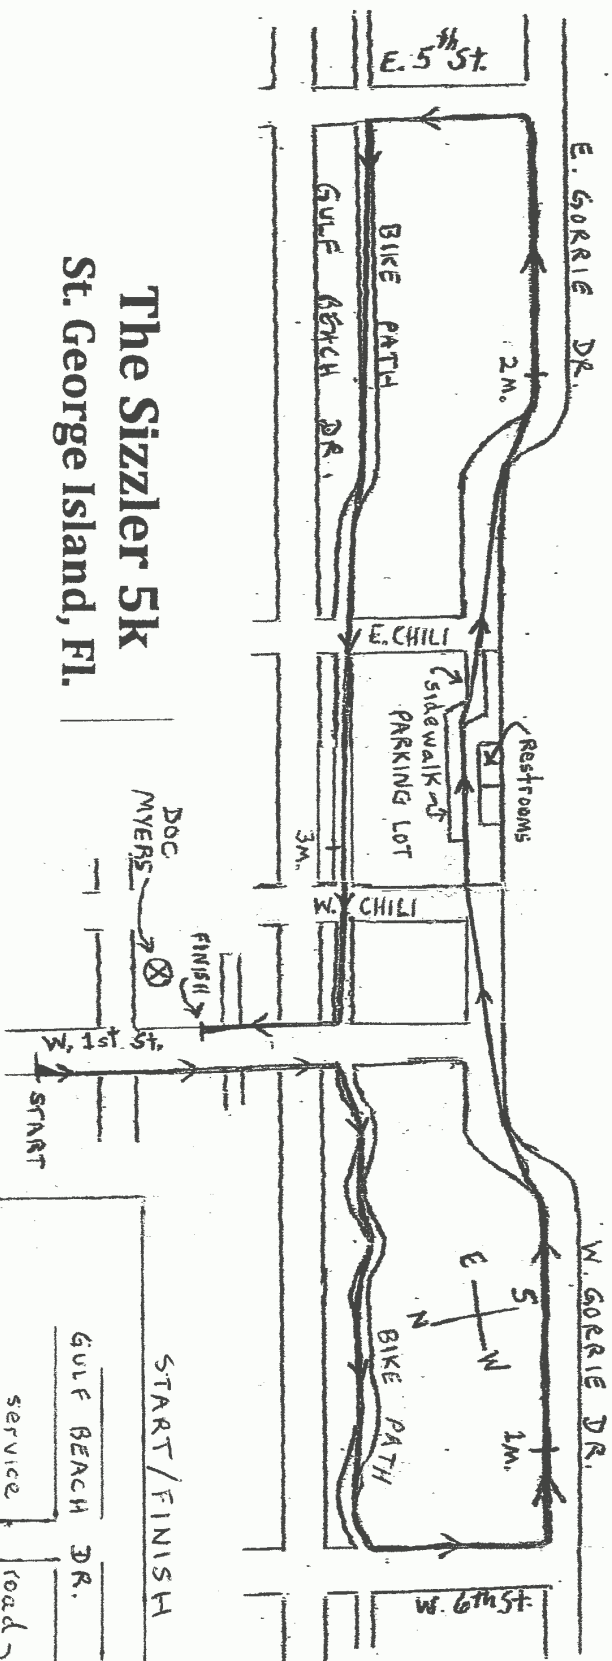 The Sizzler 5k
St. George Island, Fl.
E. 5th St.
E. GORRIE DR.
BIKE PATH
GULF BEACH DR.
2M.
E. CHILI
sidewalk
PARKING LOT
Restrooms
3M.
W. CHILI
DOC
MYERS
FINISH
W. 1st St.
START
E
S
N
W
W. GORRIE DR.
BIKE PATH
1M.
W. 6th St.
START/FINISH
GULF BEACH DR.
service road